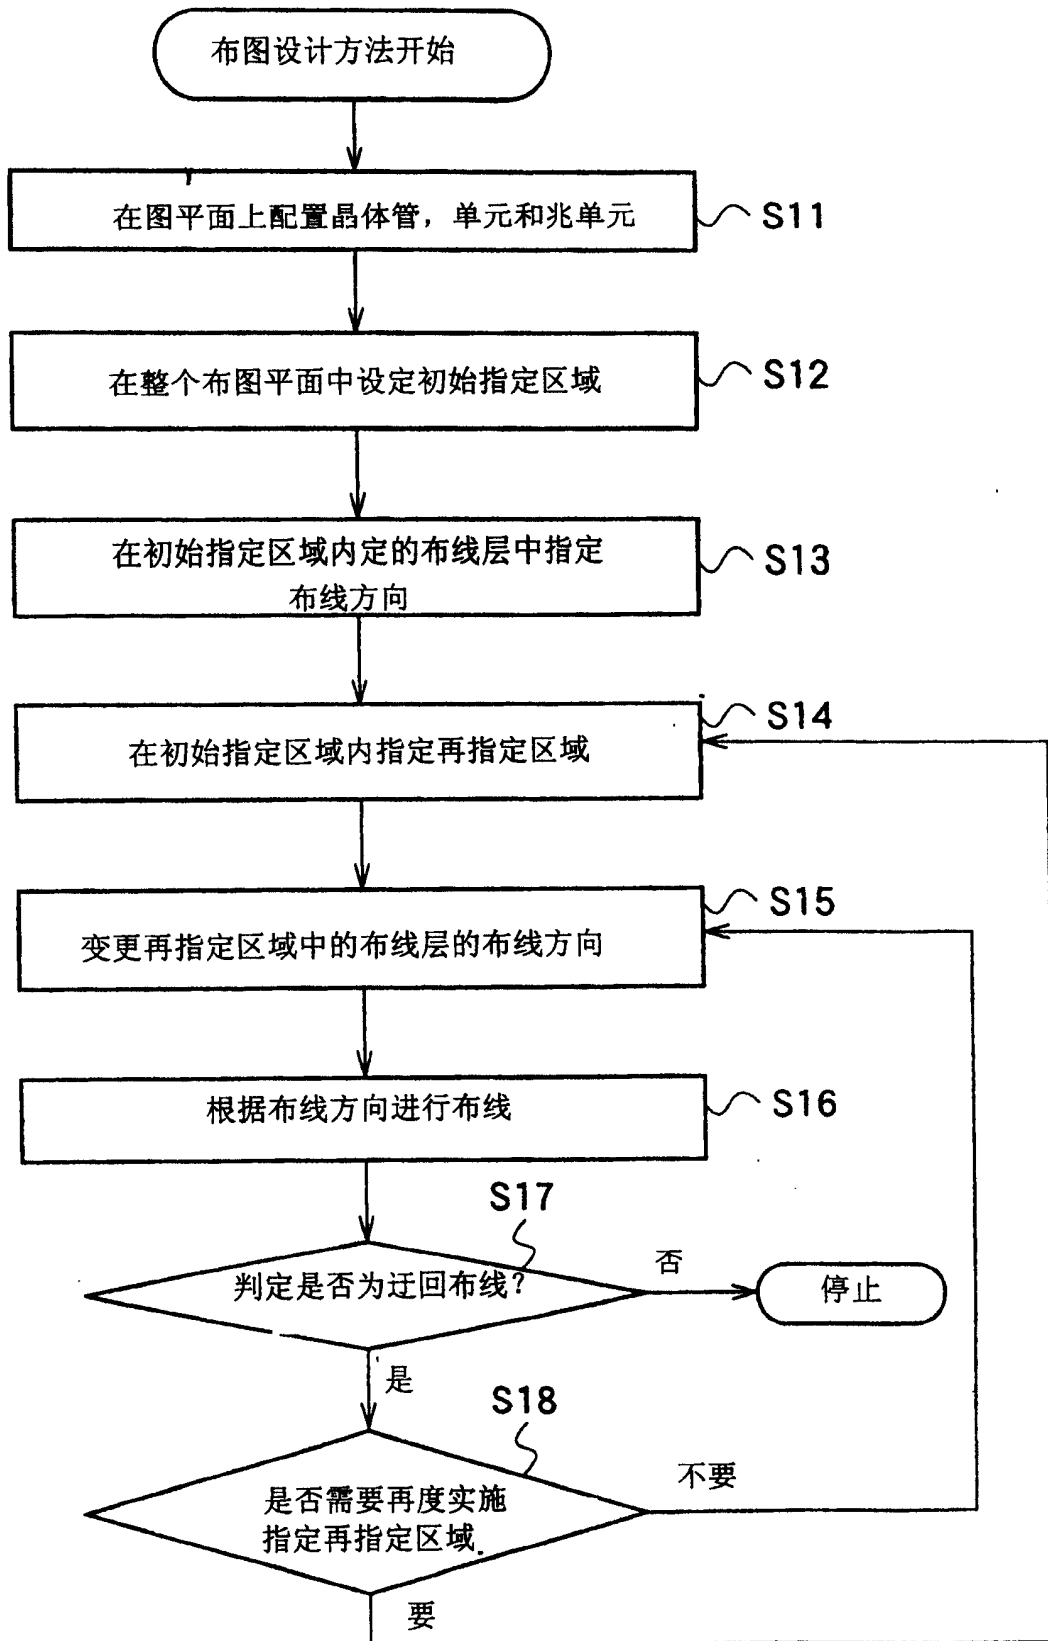 布图设计方法开始
在图平面上配置晶体管，单元和兆单元
S11
在整个布图平面中设定初始指定区域
S12
在初始指定区域内定的布线层中指定
布线方向
S13
S14
在初始指定区域内指定再指定区域
S15
变更再指定区域中的布线层的布线方向
根据布线方向进行布线
S16
S17
判定是否为迂回布线？
否
停止
是
S18
不要
是否需要再度实施
指定再指定区域.
要